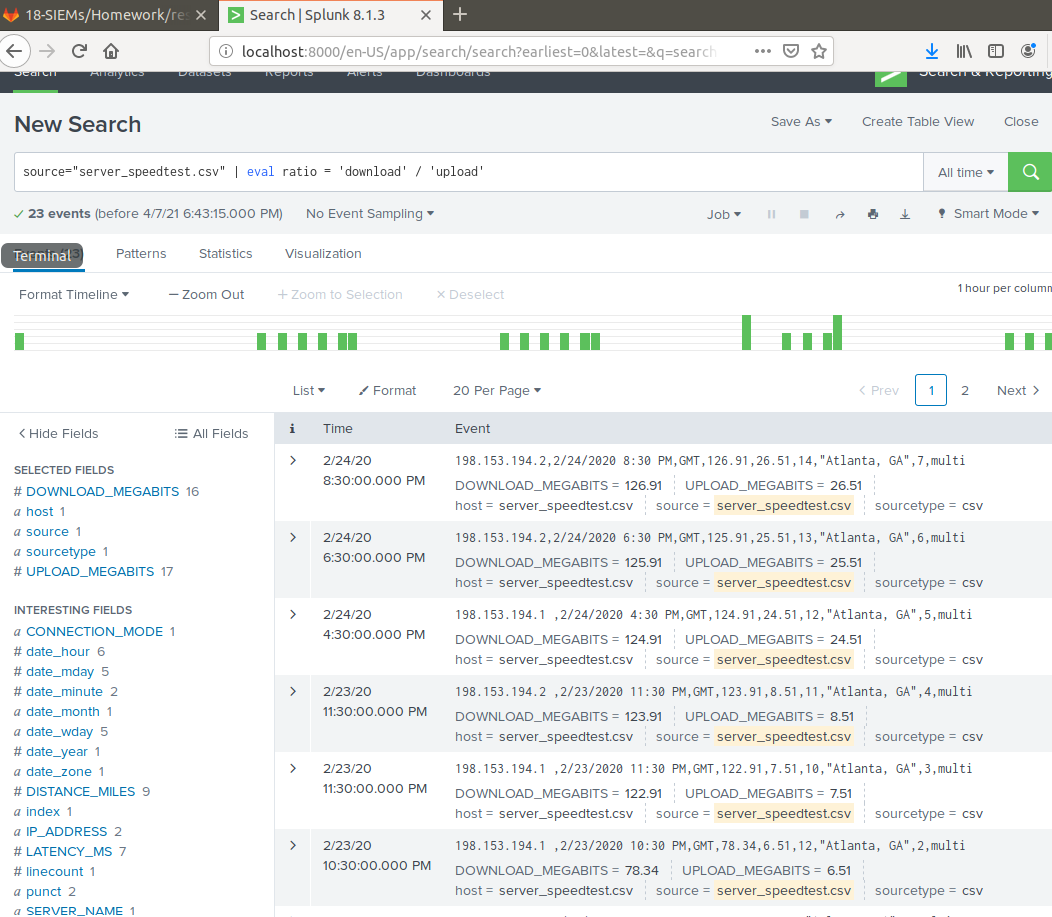 18-SIEMs/Homework/res
Search | Splunk 8.1.3
localhost:8000/en-US/app/search/search?earliest=0&latest=&q=search
Search Analytics Datasets Reports Alerts Dashboards Search & Reporting
New Search
Save As Create Table View Close
source="server_speedtest.csv" | eval ratio = 'download' / 'upload'
All time
23 events (before 4/7/21 6:43:15.000 PM) No Event Sampling
Job Smart Mode
Terminal Patterns Statistics Visualization
Format Timeline — Zoom Out + Zoom to Selection × Deselect
1 hour per column
List Format 20 Per Page
< Prev 1 2 Next >
< Hide Fields All Fields
SELECTED FIELDS
# DOWNLOAD_MEGABITS 16
a host 1
a source 1
a sourcetype 1
# UPLOAD_MEGABITS 17
INTERESTING FIELDS
a CONNECTION_MODE 1
# date_hour 6
# date_mday 5
# date_minute 2
a date_month 1
a date_wday 5
# date_year 1
a date_zone 1
# DISTANCE_MILES 9
a index 1
a IP_ADDRESS 2
# LATENCY_MS 7
# linecount 1
a punct 2
a SERVER_NAME 1
i Time Event
> 2/24/20
8:30:00.000 PM
198.153.194.2,2/24/2020 8:30 PM,GMT,126.91,26.51,14,"Atlanta, GA",7,multi
DOWNLOAD_MEGABITS = 126.91 UPLOAD_MEGABITS = 26.51
host = server_speedtest.csv source = server_speedtest.csv sourcetype = csv
> 2/24/20
6:30:00.000 PM
198.153.194.2,2/24/2020 6:30 PM,GMT,125.91,25.51,13,"Atlanta, GA",6,multi
DOWNLOAD_MEGABITS = 125.91 UPLOAD_MEGABITS = 25.51
host = server_speedtest.csv source = server_speedtest.csv sourcetype = csv
> 2/24/20
4:30:00.000 PM
198.153.194.1 ,2/24/2020 4:30 PM,GMT,124.91,24.51,12,"Atlanta, GA",5,multi
DOWNLOAD_MEGABITS = 124.91 UPLOAD_MEGABITS = 24.51
host = server_speedtest.csv source = server_speedtest.csv sourcetype = csv
> 2/23/20
11:30:00.000 PM
198.153.194.2 ,2/23/2020 11:30 PM,GMT,123.91,8.51,11,"Atlanta, GA",4,multi
DOWNLOAD_MEGABITS = 123.91 UPLOAD_MEGABITS = 8.51
host = server_speedtest.csv source = server_speedtest.csv sourcetype = csv
> 2/23/20
11:30:00.000 PM
198.153.194.1 ,2/23/2020 11:30 PM,GMT,122.91,7.51,10,"Atlanta, GA",3,multi
DOWNLOAD_MEGABITS = 122.91 UPLOAD_MEGABITS = 7.51
host = server_speedtest.csv source = server_speedtest.csv sourcetype = csv
> 2/23/20
10:30:00.000 PM
198.153.194.1 ,2/23/2020 10:30 PM,GMT,78.34,6.51,12,"Atlanta, GA",2,multi
DOWNLOAD_MEGABITS = 78.34 UPLOAD_MEGABITS = 6.51
host = server_speedtest.csv source = server_speedtest.csv sourcetype = csv